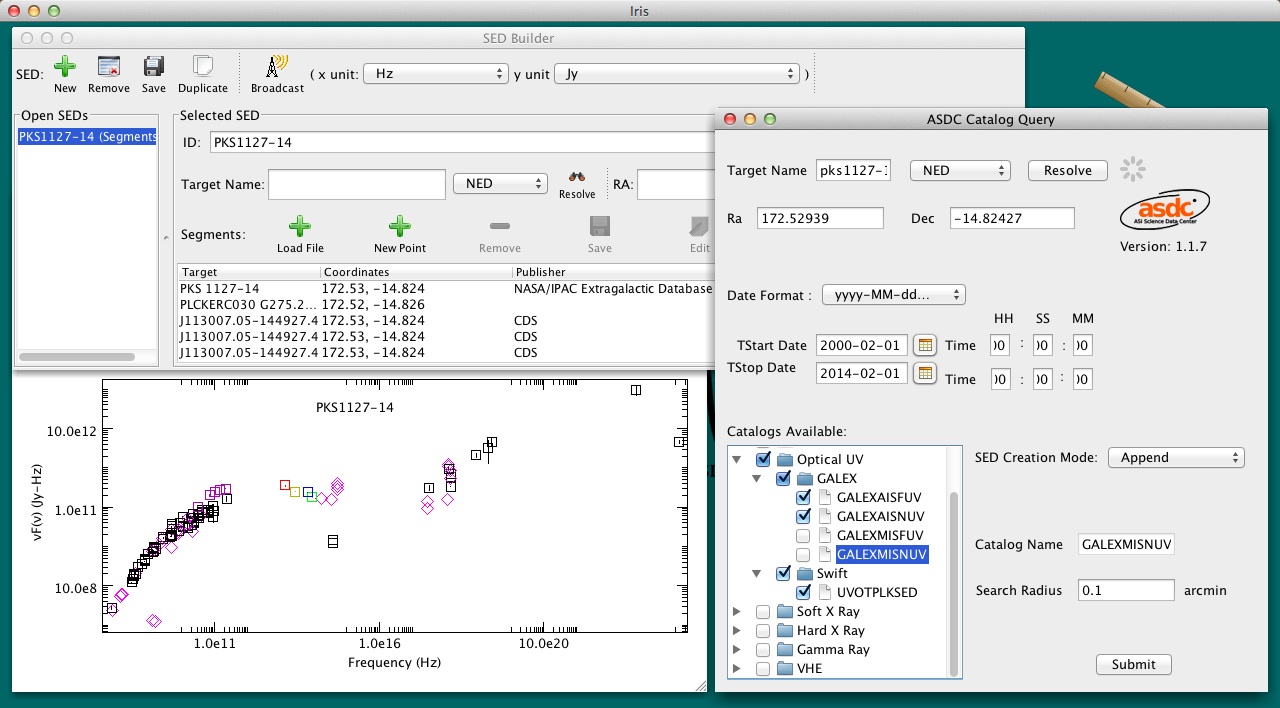 Iris
SED Builder
SED:
New Remove Save Duplicate Broadcast
( x unit: Hz y unit Jy )
Open SEDs
PKS1127-14 (Segments
Selected SED
ID: PKS1127-14
Target Name: NED Resolve RA:
Segments: Load File New Point Remove Save Edit
Target Coordinates Publisher
PKS 1127-14 172.53, -14.824 NASA/IPAC Extragalactic Database
PLCKERC030 G275.2... 172.52, -14.826
J113007.05-144927.4 172.53, -14.824 CDS
J113007.05-144927.4 172.53, -14.824 CDS
J113007.05-144927.4 172.53, -14.824 CDS
PKS1127-14
10.0e12
1.0e11
10.0e8
νF(ν) (Jy-Hz)
1.0e11 1.0e16 10.0e20
Frequency (Hz)
ASDC Catalog Query
Target Name pks1127-1 NED Resolve
Ra 172.52939 Dec -14.82427
asdc
ASI Science Data Center
Version: 1.1.7
Date Format : yyyy-MM-dd...
HH SS MM
TStart Date 2000-02-01 Time )0 : )0 : )0
TStop Date 2014-02-01 Time )0 : )0 : )0
Catalogs Available:
Optical UV
GALEX
GALEXAISFUV
GALEXAISNUV
GALEXMISFUV
GALEXMISNUV
Swift
UVOTPLKSED
Soft X Ray
Hard X Ray
Gamma Ray
VHE
SED Creation Mode: Append
Catalog Name GALEXMISNUV
Search Radius 0.1 arcmin
Submit